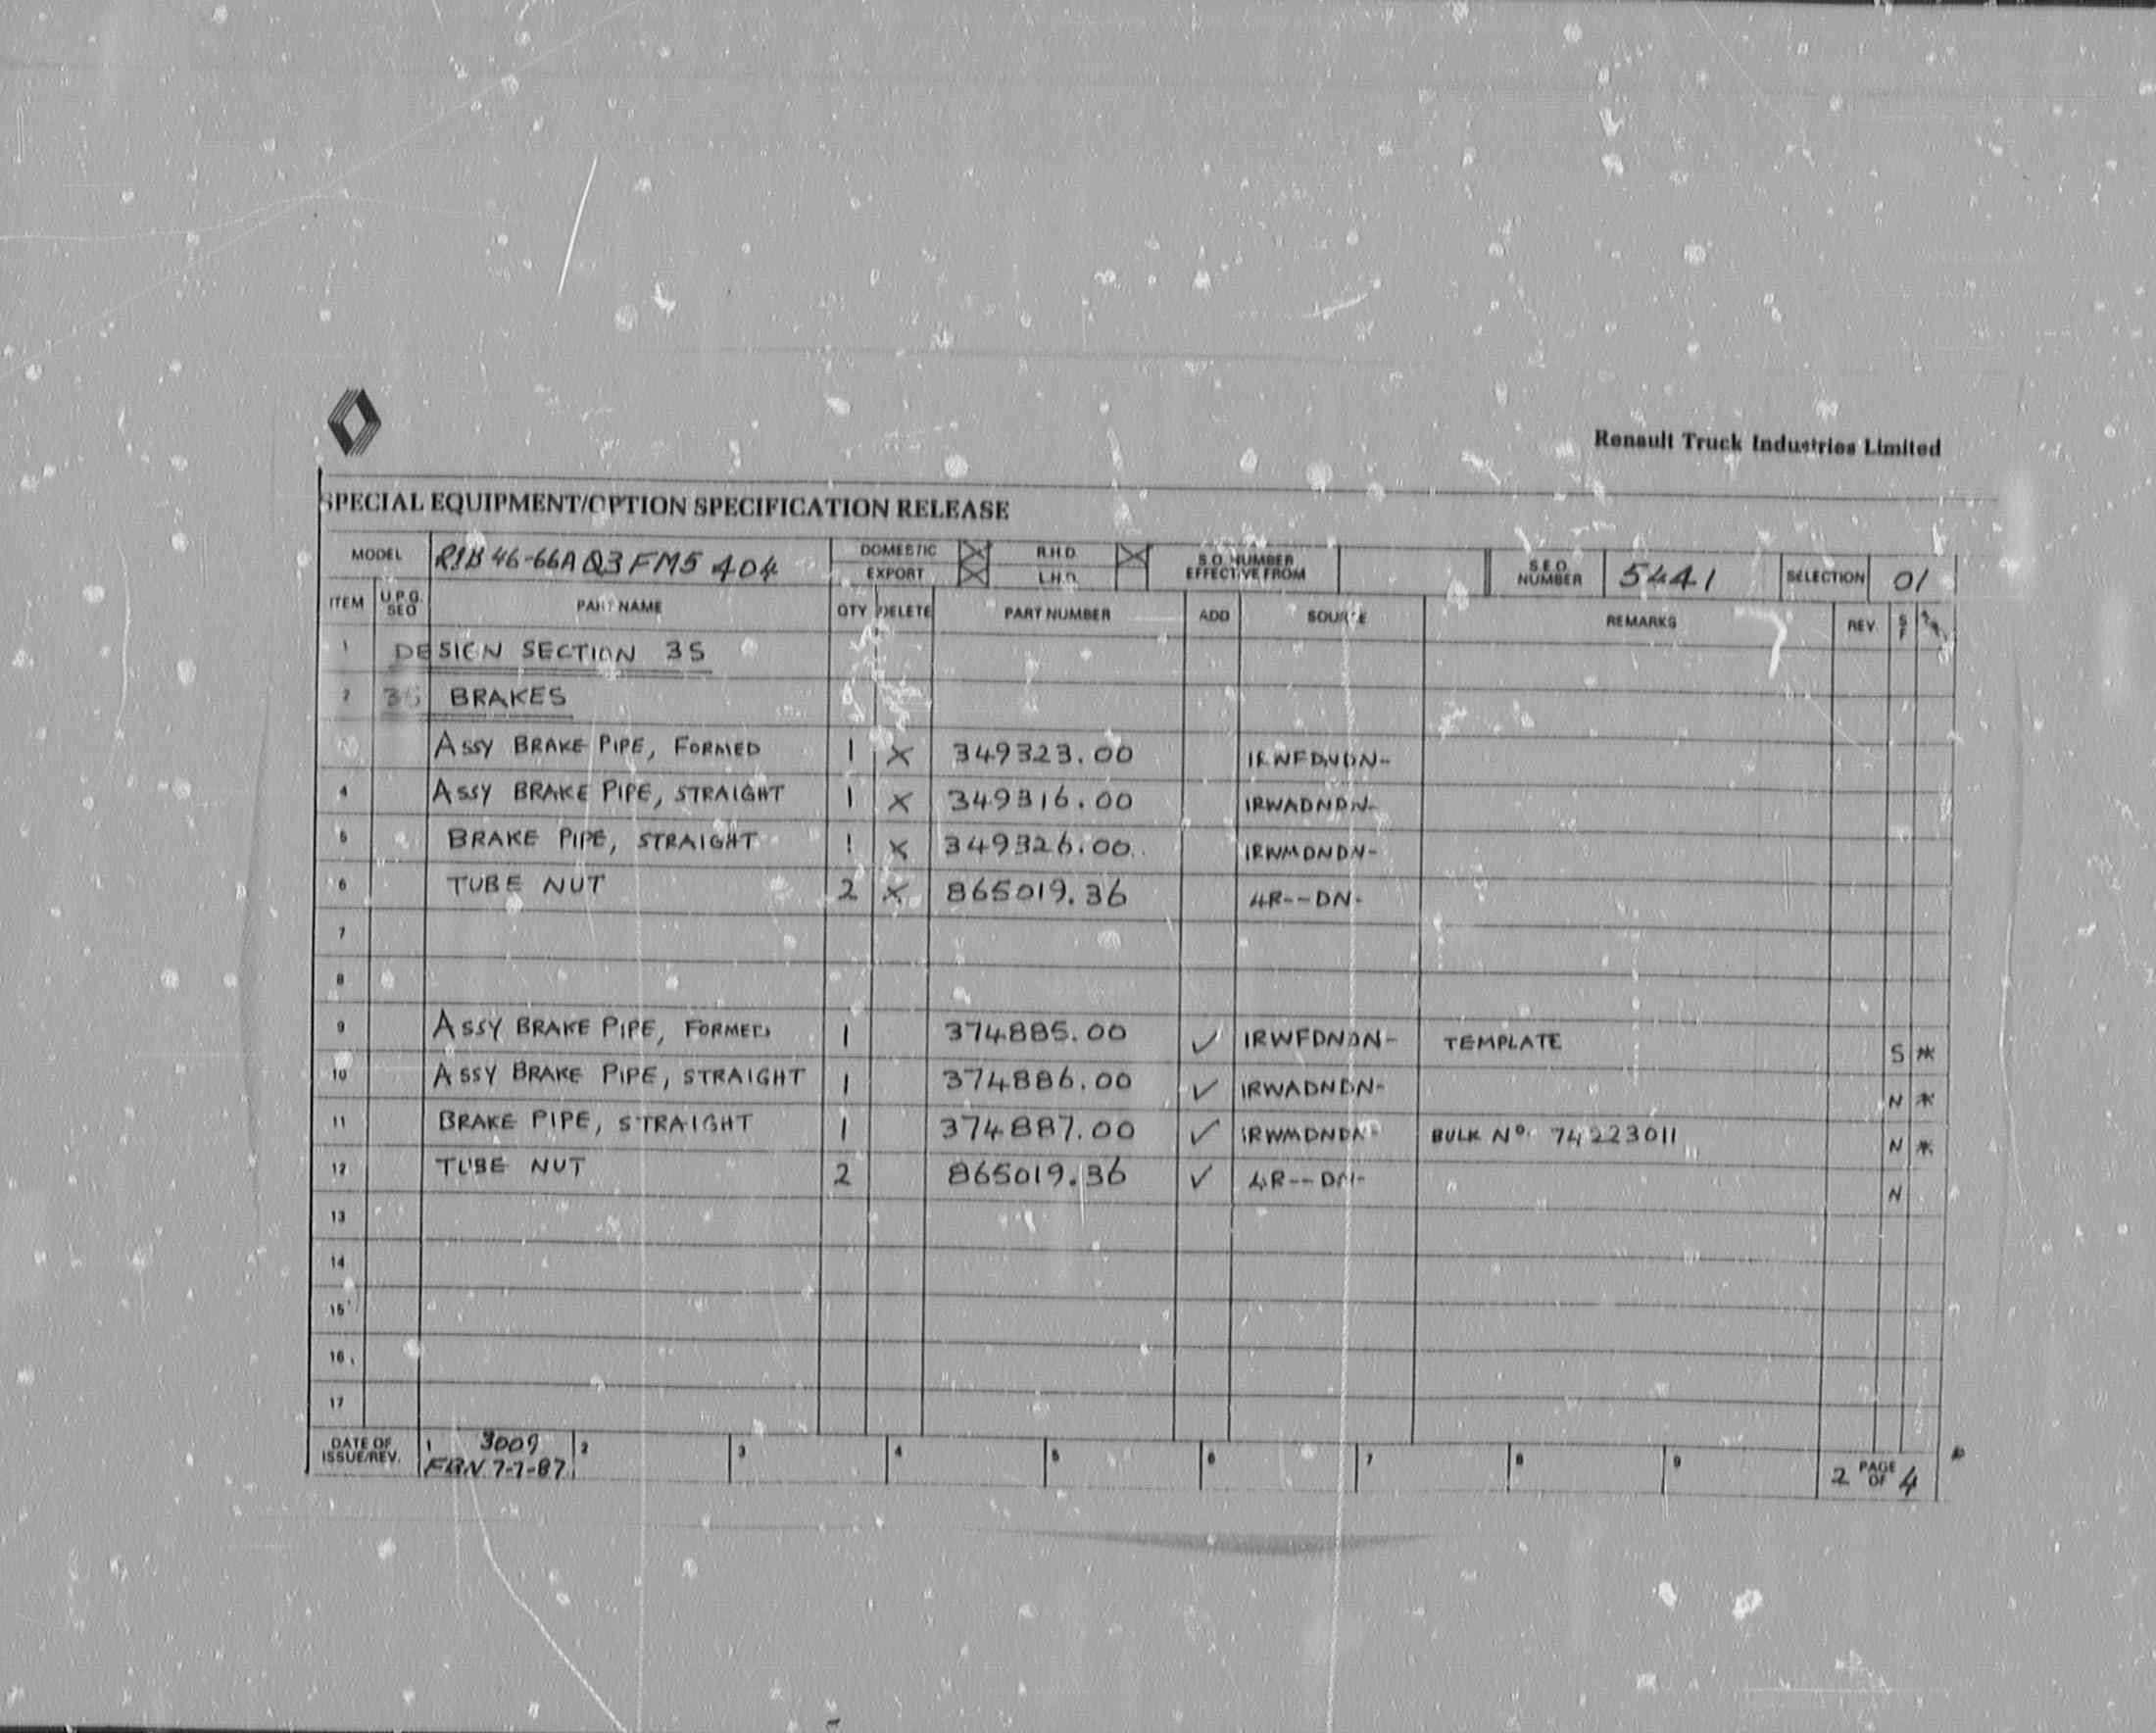 Renault Truck Industries Limited
SPECIAL EQUIPMENT/OPTION SPECIFICATION RELEASE
MODEL R1B 46-66A Q3 FM5 404 DOMESTIC R.H.D. S.O. NUMBER EFFECTIVE FROM S.E.O. NUMBER 5441 SELECTION 01
EXPORT L.H.D.
ITEM U.P.G. SEQ PART NAME QTY DELETE PART NUMBER ADD SOURCE REMARKS REV. S F
1 DESIGN SECTION 3S
2 3S BRAKES
ASSY BRAKE PIPE, FORMED 1 X 349323.00 IRWFDNDN-
4 ASSY BRAKE PIPE, STRAIGHT 1 X 349316.00 IRWADNDN-
5 BRAKE PIPE, STRAIGHT 1 X 349326.00 IRWMDNDN-
6 TUBE NUT 2 X 865019.36 4R--DN-
7
8
9 ASSY BRAKE PIPE, FORMED 1 374885.00 ✓ IRWFDNDN- TEMPLATE S *
10 ASSY BRAKE PIPE, STRAIGHT 1 374886.00 ✓ IRWADNDN- N *
11 BRAKE PIPE, STRAIGHT 1 374887.00 ✓ IRWMDNDN- BULK Nº 74223011 N *
12 TUBE NUT 2 865019.36 ✓ 4R--DN- N
13
14
15
16
17
DATE OF ISSUE/REV. 1 3009 2 3 4 5 6 7 8 9 2 PAGE OF 4
FBN 7-7-87